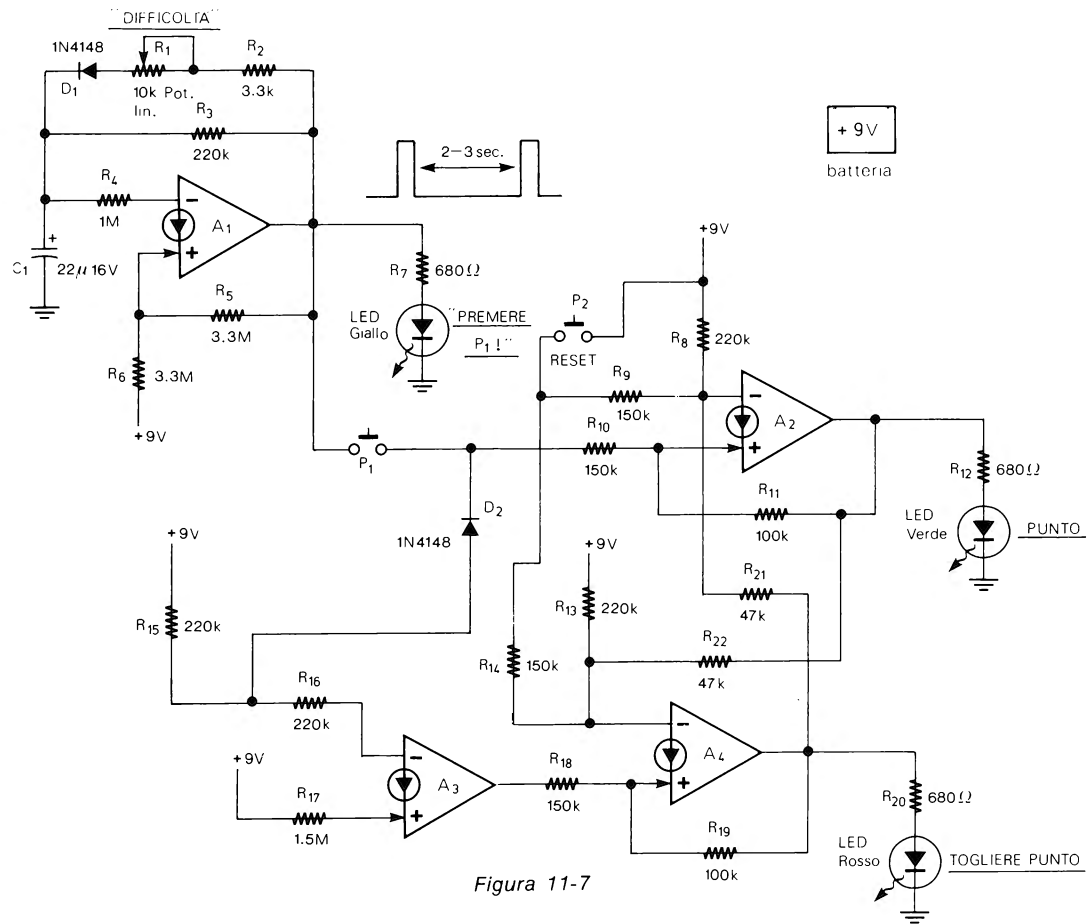 "DIFFICOLTÀ"
1N4148
R1
R2
D1
10k Pot.
lin.
3.3k
R3
220k
2-3 sec.
+9V
batteria
R4
1M
A1
C1
22µ 16V
R5
3.3M
R6
3.3M
+9V
R7
680Ω
LED
Giallo
"PREMERE
P1 !"
+9V
P2
RESET
R8
220k
R9
150k
A2
R10
150k
P1
R11
100k
R12
680Ω
LED
Verde
PUNTO
D2
1N4148
+9V
R13
220k
R21
47k
R22
47k
R14
150k
+9V
R15
220k
R16
220k
+9V
R17
1.5M
A3
R18
150k
A4
R19
100k
R20
680Ω
LED
Rosso
TOGLIERE PUNTO
Figura 11-7